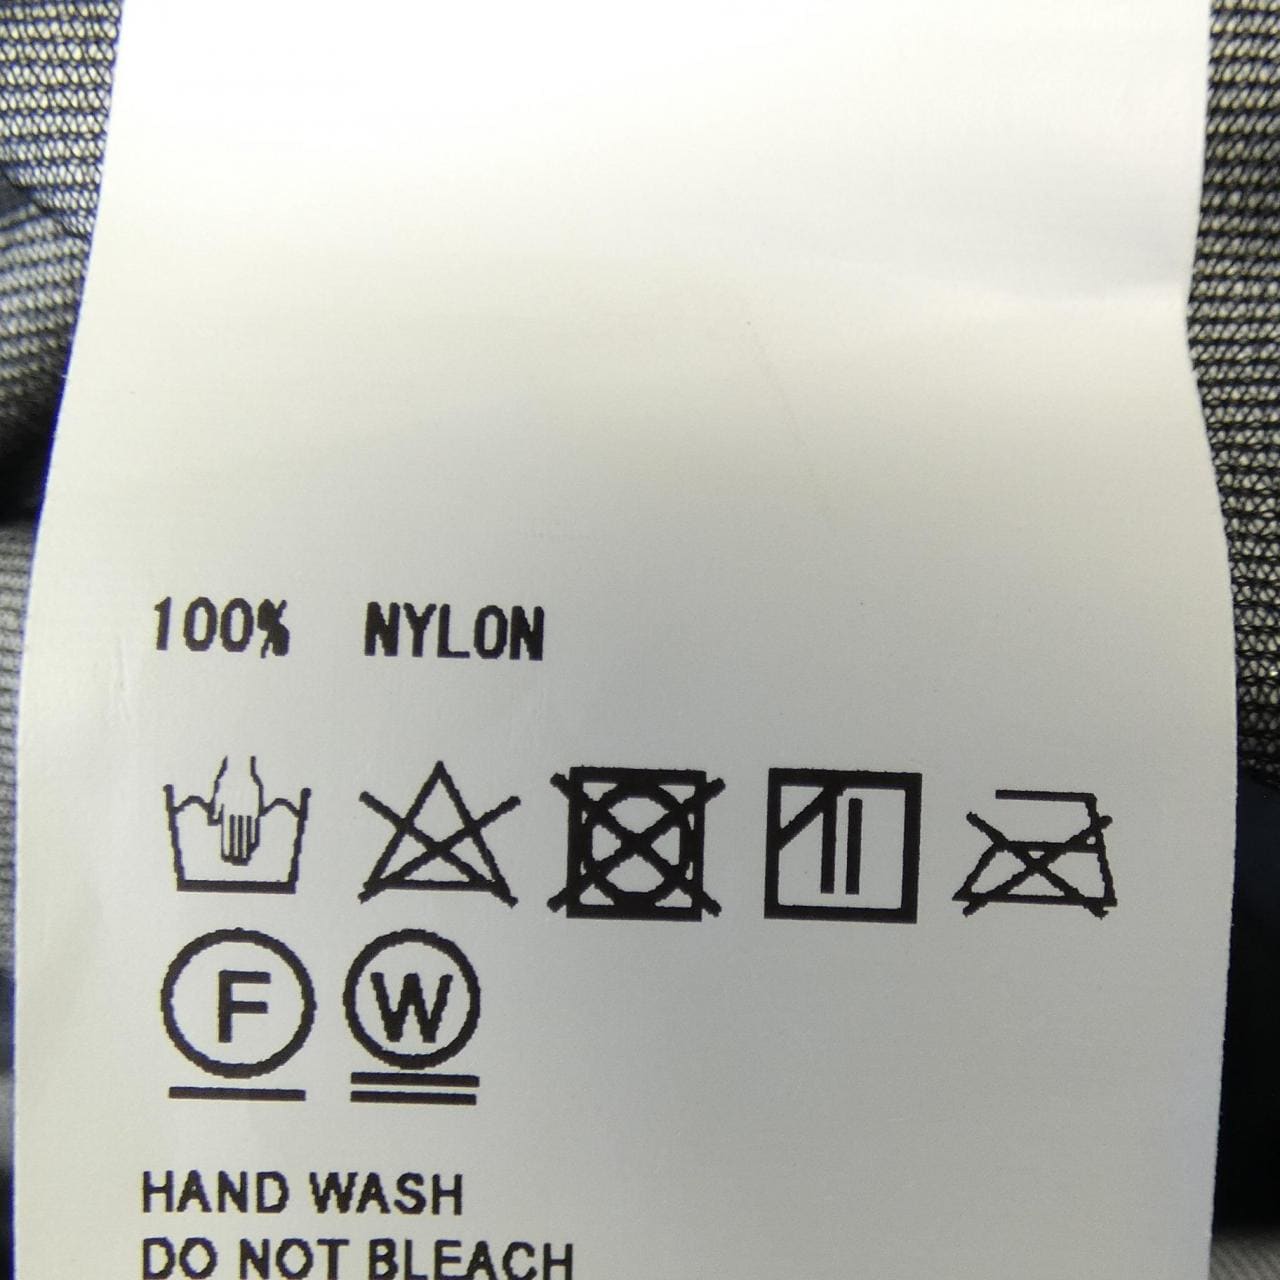 100% NYLON
F W
HAND WASH
DO NOT BLEACH